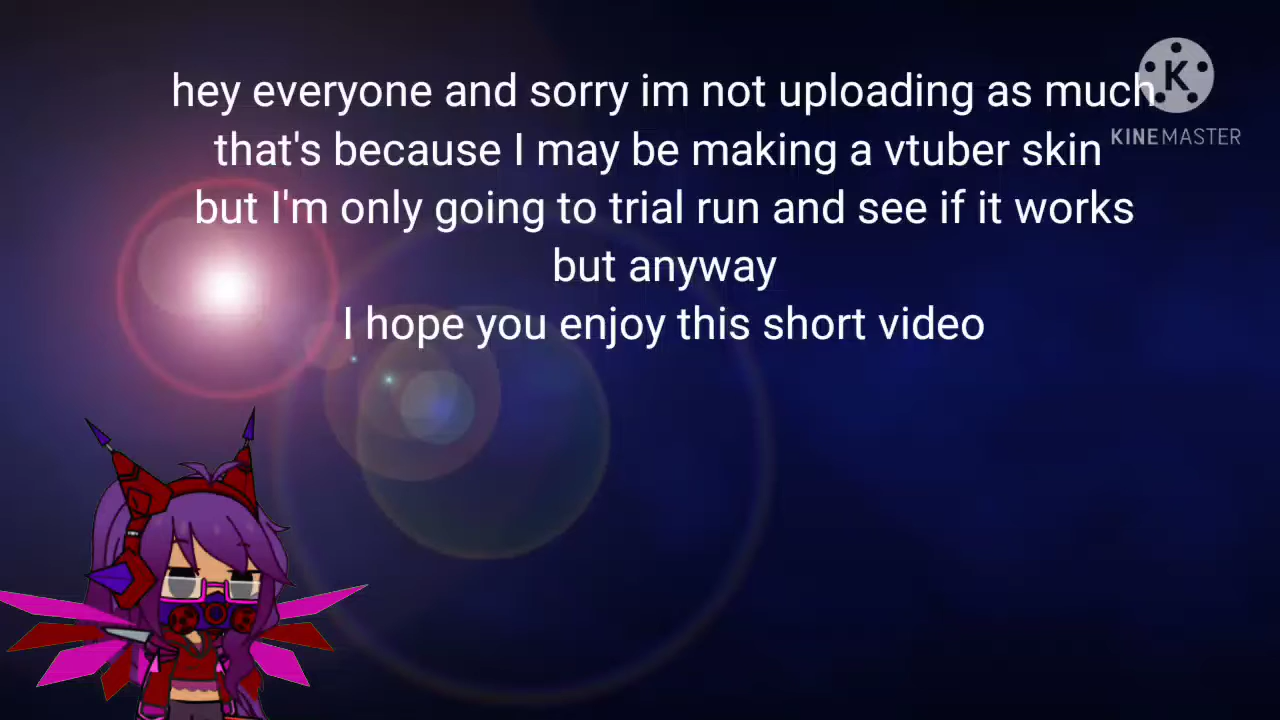 hey everyone and sorry im not uploading as much
that's because I may be making a vtuber skin
but I'm only going to trial run and see if it works
but anyway
I hope you enjoy this short video
K
KINEMASTER